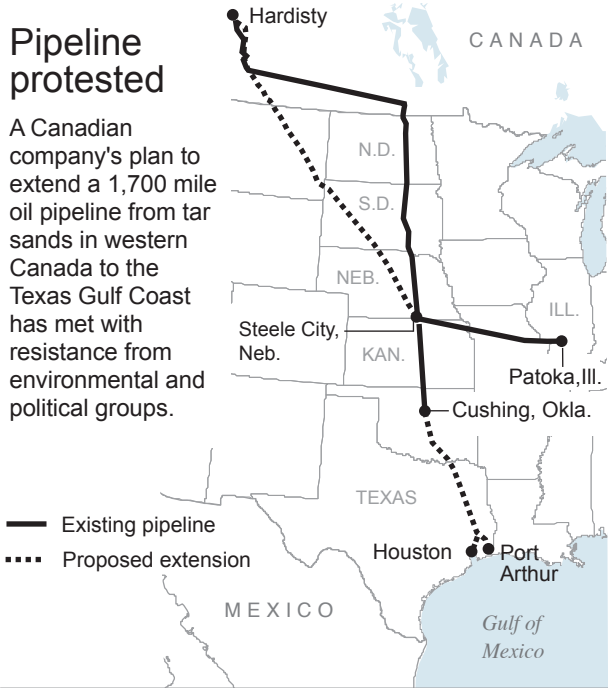 Pipeline
protested
A Canadian
company's plan to
extend a 1,700 mile
oil pipeline from tar
sands in western
Canada to the
Texas Gulf Coast
has met with
resistance from
environmental and
political groups.
Hardisty
CANADA
N.D.
S.D.
NEB.
ILL.
Steele City,
Neb.
KAN.
Patoka,Ill.
Cushing, Okla.
TEXAS
Existing pipeline
Proposed extension
Houston
Port
Arthur
MEXICO
Gulf of
Mexico